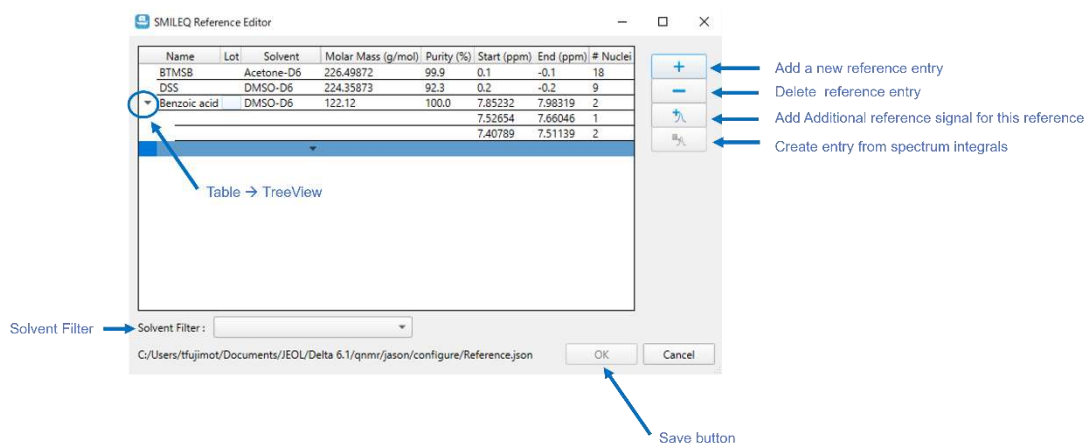 SMILEQ Reference Editor
Name Lot Solvent Molar Mass (g/mol) Purity (%) Start (ppm) End (ppm) # Nuclei
BTMSB Acetone-D6 226.49872 99.9 0.1 -0.1 18
DSS DMSO-D6 224.35873 92.3 0.2 -0.2 9
Benzoic acid DMSO-D6 122.12 100.0 7.85232 7.98319 2
7.52654 7.66046 1
7.40789 7.51139 2
Add a new reference entry
Delete reference entry
Add Additional reference signal for this reference
Create entry from spectrum integrals
Table → TreeView
Solvent Filter
Solvent Filter :
C:/Users/tfujimot/Documents/JEOL/Delta 6.1/qnmr/jason/configure/Reference.json
OK
Cancel
Save button